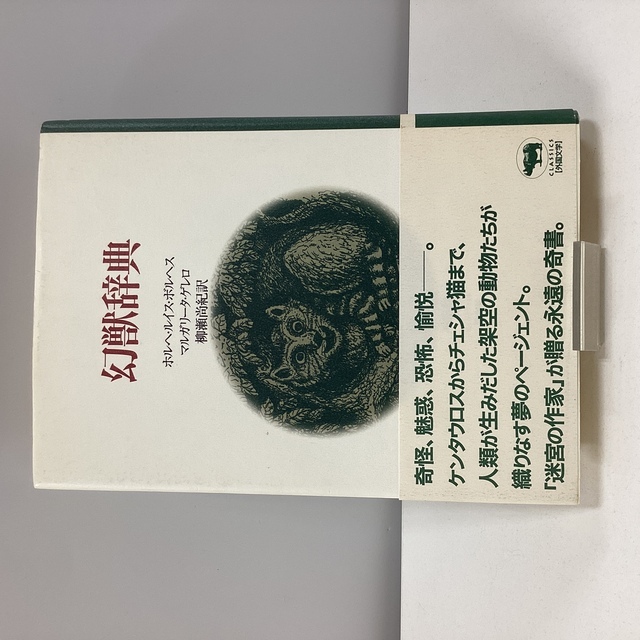 幻獣辞典
ホルヘ・ルイス・ボルヘス
マルガリータ・ゲレロ
柳瀬尚紀訳
奇怪、魅惑、恐怖、愉悦——。
ケンタウロスからチェシャ猫まで、
人類が生みだした架空の動物たちが
織りなす夢のページェント。
「迷宮の作家」が贈る永遠の奇書。
CLASSICS
[外国文学]